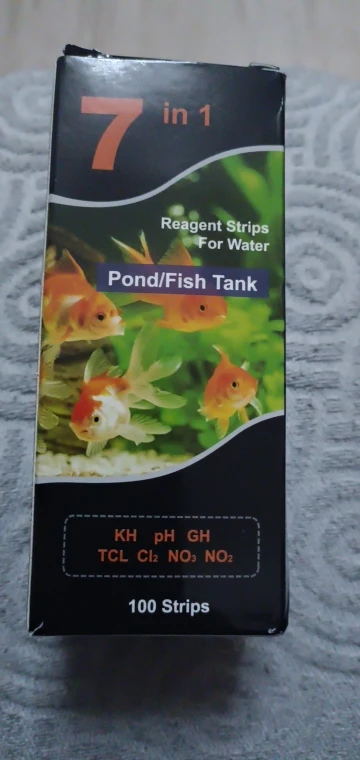 7 in 1
Reagent Strips
For Water
Pond/Fish Tank
KH pH GH
TCL Cl₂ NO₃ NO₂
100 Strips